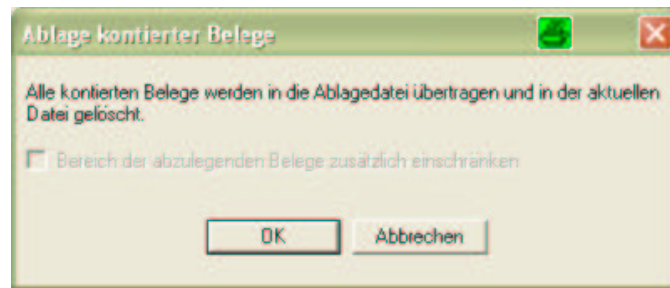 Ablage kontierter Belege
Alle kontierten Belege werden in die Ablagedatei übertragen und in der aktuellen
Datei gelöscht.
Bereich der abzulegenden Belege zusätzlich einschränken
OK
Abbrechen